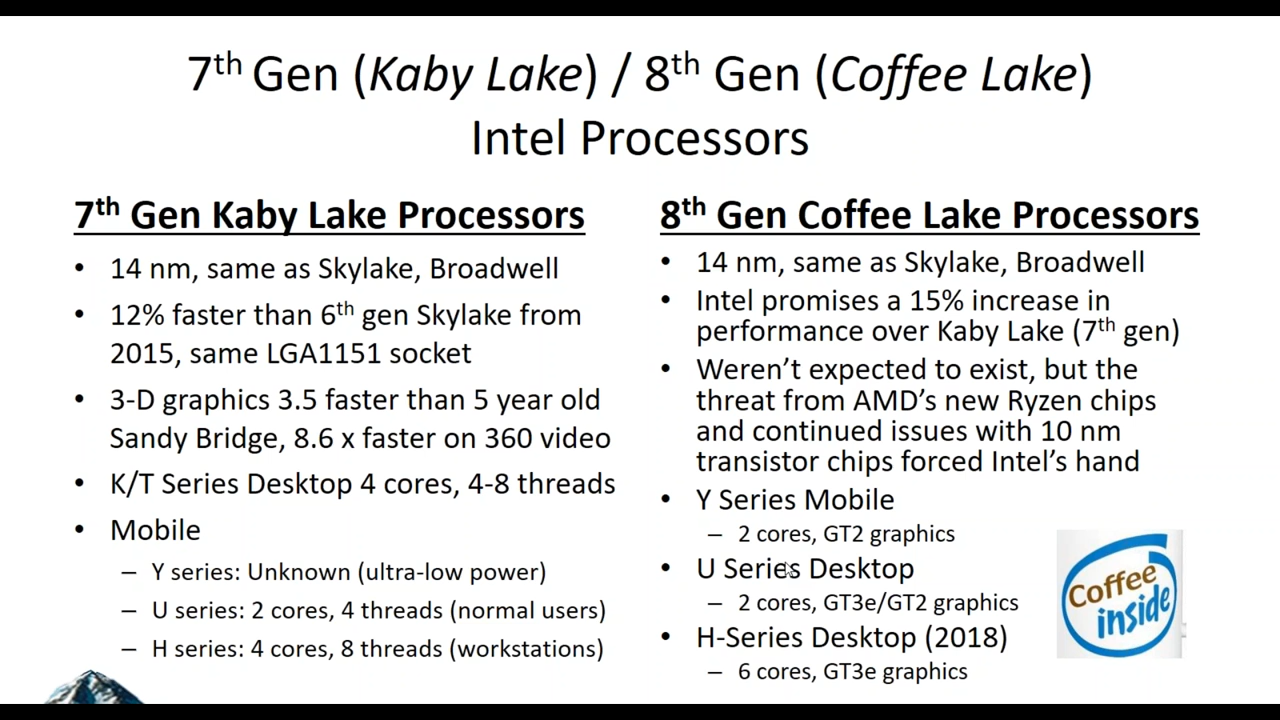 7th Gen (Kaby Lake) / 8th Gen (Coffee Lake)
Intel Processors
7th Gen Kaby Lake Processors
• 14 nm, same as Skylake, Broadwell
• 12% faster than 6th gen Skylake from
2015, same LGA1151 socket
• 3-D graphics 3.5 faster than 5 year old
Sandy Bridge, 8.6 x faster on 360 video
• K/T Series Desktop 4 cores, 4-8 threads
• Mobile
– Y series: Unknown (ultra-low power)
– U series: 2 cores, 4 threads (normal users)
– H series: 4 cores, 8 threads (workstations)
8th Gen Coffee Lake Processors
• 14 nm, same as Skylake, Broadwell
• Intel promises a 15% increase in
performance over Kaby Lake (7th gen)
• Weren’t expected to exist, but the
threat from AMD’s new Ryzen chips
and continued issues with 10 nm
transistor chips forced Intel’s hand
• Y Series Mobile
– 2 cores, GT2 graphics
• U Series Desktop
– 2 cores, GT3e/GT2 graphics
• H-Series Desktop (2018)
– 6 cores, GT3e graphics
Coffee
inside